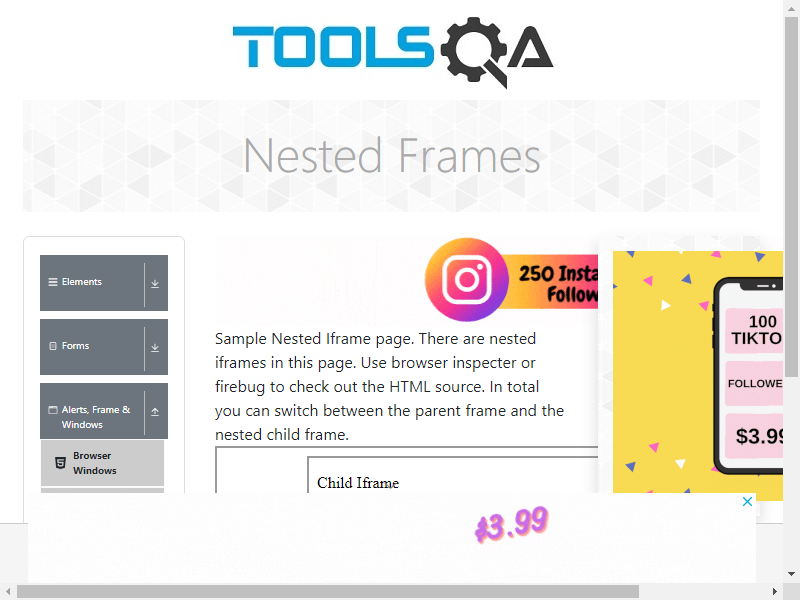 TOOLSQA
Nested Frames
Elements
Forms
Alerts, Frame &
Windows
Browser
Windows
250 Insta
Follow
Sample Nested Iframe page. There are nested
iframes in this page. Use browser inspecter or
firebug to check out the HTML source. In total
you can switch between the parent frame and the
nested child frame.
Child Iframe
100
TIKTO
FOLLOWE
$3.99
$3.99